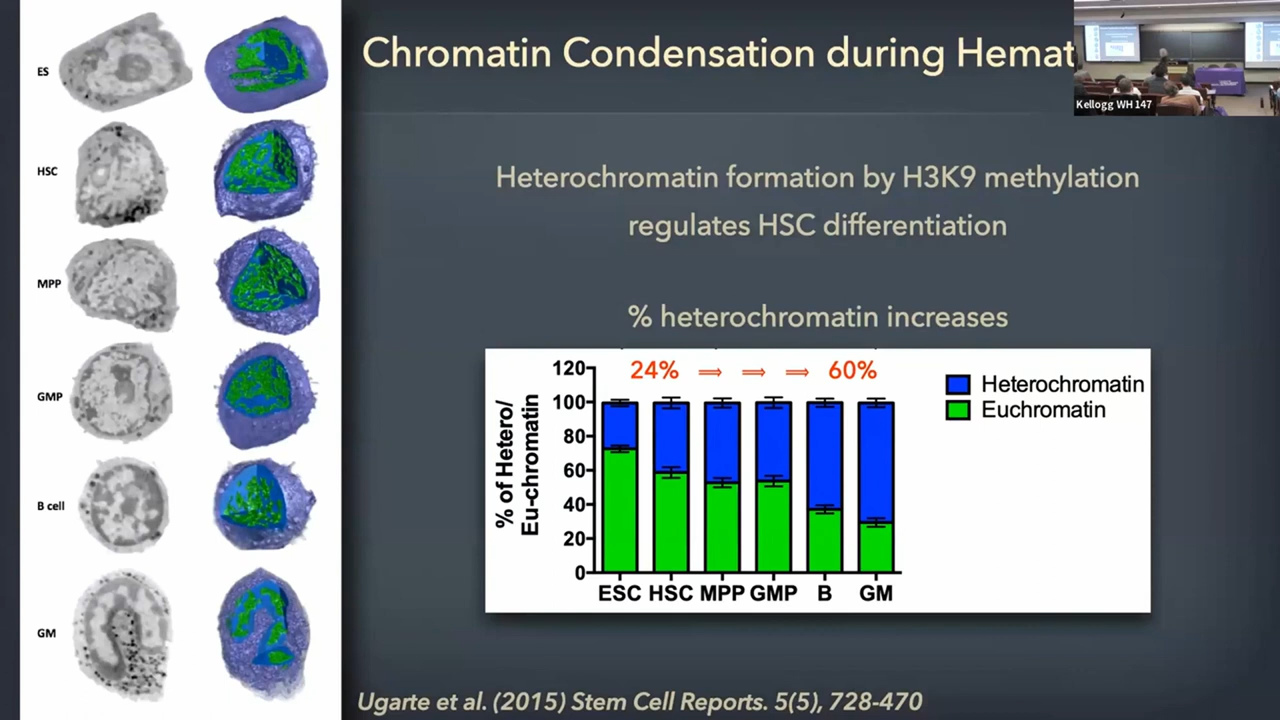 Chromatin Condensation during Hemat
Kellogg WH 147
ES
HSC
MPP
GMP
B cell
GM
Heterochromatin formation by H3K9 methylation
regulates HSC differentiation
% heterochromatin increases
24% ⇒ ⇒ ⇒ 60%
% of Hetero/
Eu-chromatin
120
100
80
60
40
20
0
ESC HSC MPP GMP B GM
Heterochromatin
Euchromatin
Ugarte et al. (2015) Stem Cell Reports. 5(5), 728-470